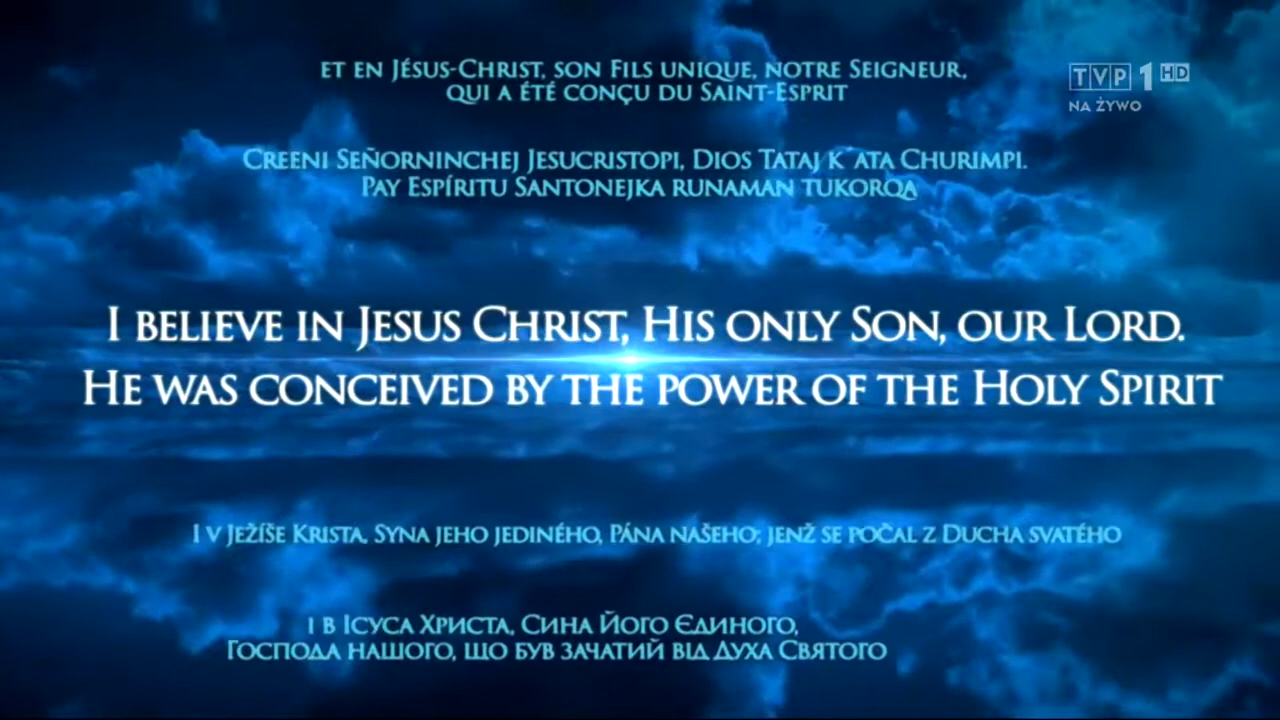 ET EN JÉSUS-CHRIST, SON FILS UNIQUE, NOTRE SEIGNEUR,
QUI A ÉTÉ CONÇU DU SAINT-ESPRIT
TVP 1 HD
NA ŻYWO
CREENI SEÑORNINCHEJ JESUCRISTOPI, DIOS TATAJ K ATA CHURIMPI.
PAY ESPÍRITU SANTONEJKA RUNAMAN TUKORQA
I BELIEVE IN JESUS CHRIST, HIS ONLY SON, OUR LORD.
HE WAS CONCEIVED BY THE POWER OF THE HOLY SPIRIT
I V JEŽÍŠE KRISTA, SYNA JEHO JEDINÉHO, PÁNA NAŠEHO; JENŽ SE POČAL Z DUCHA SVATÉHO
І В ІСУСА ХРИСТА, СИНА ЙОГО ЄДИНОГО,
ГОСПОДА НАШОГО, ЩО БУВ ЗАЧАТИЙ ВІД ДУХА СВЯТОГО